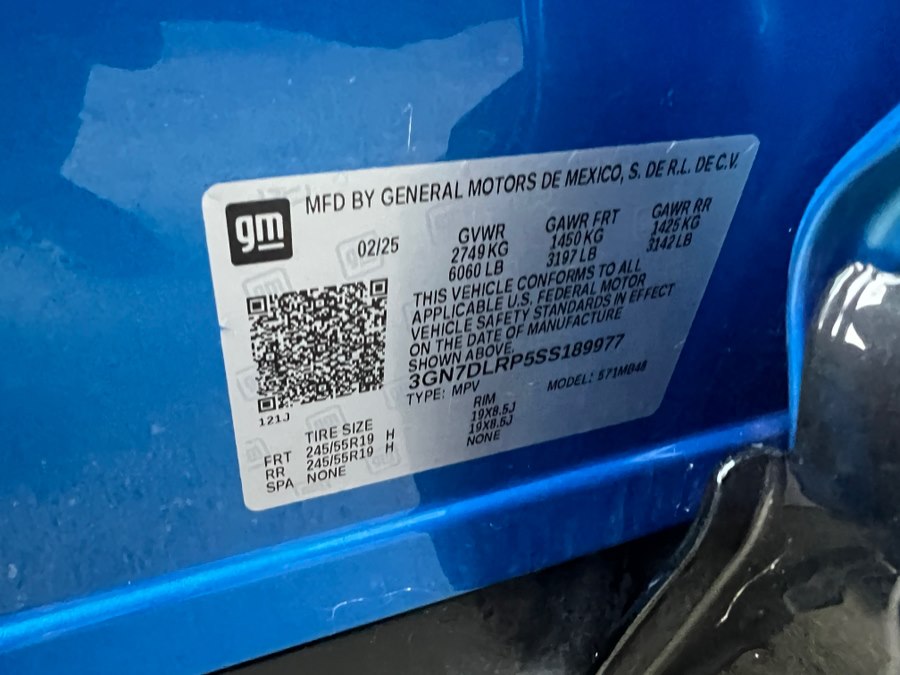 gm
MFD BY GENERAL MOTORS DE MEXICO, S. DE R.L. DE C.V.
02/25
GVWR GAWR FRT GAWR RR
2749 KG 1450 KG 1425 KG
6060 LB 3197 LB 3142 LB
THIS VEHICLE CONFORMS TO ALL
APPLICABLE U.S. FEDERAL MOTOR
VEHICLE SAFETY STANDARDS IN EFFECT
ON THE DATE OF MANUFACTURE
SHOWN ABOVE.
3GN7DLRP5SS189977
TYPE: MPV MODEL: 571MB48
121J
TIRE SIZE RIM
FRT 245/55R19 H 19X8.5J
RR 245/55R19 H 19X8.5J
SPA NONE NONE